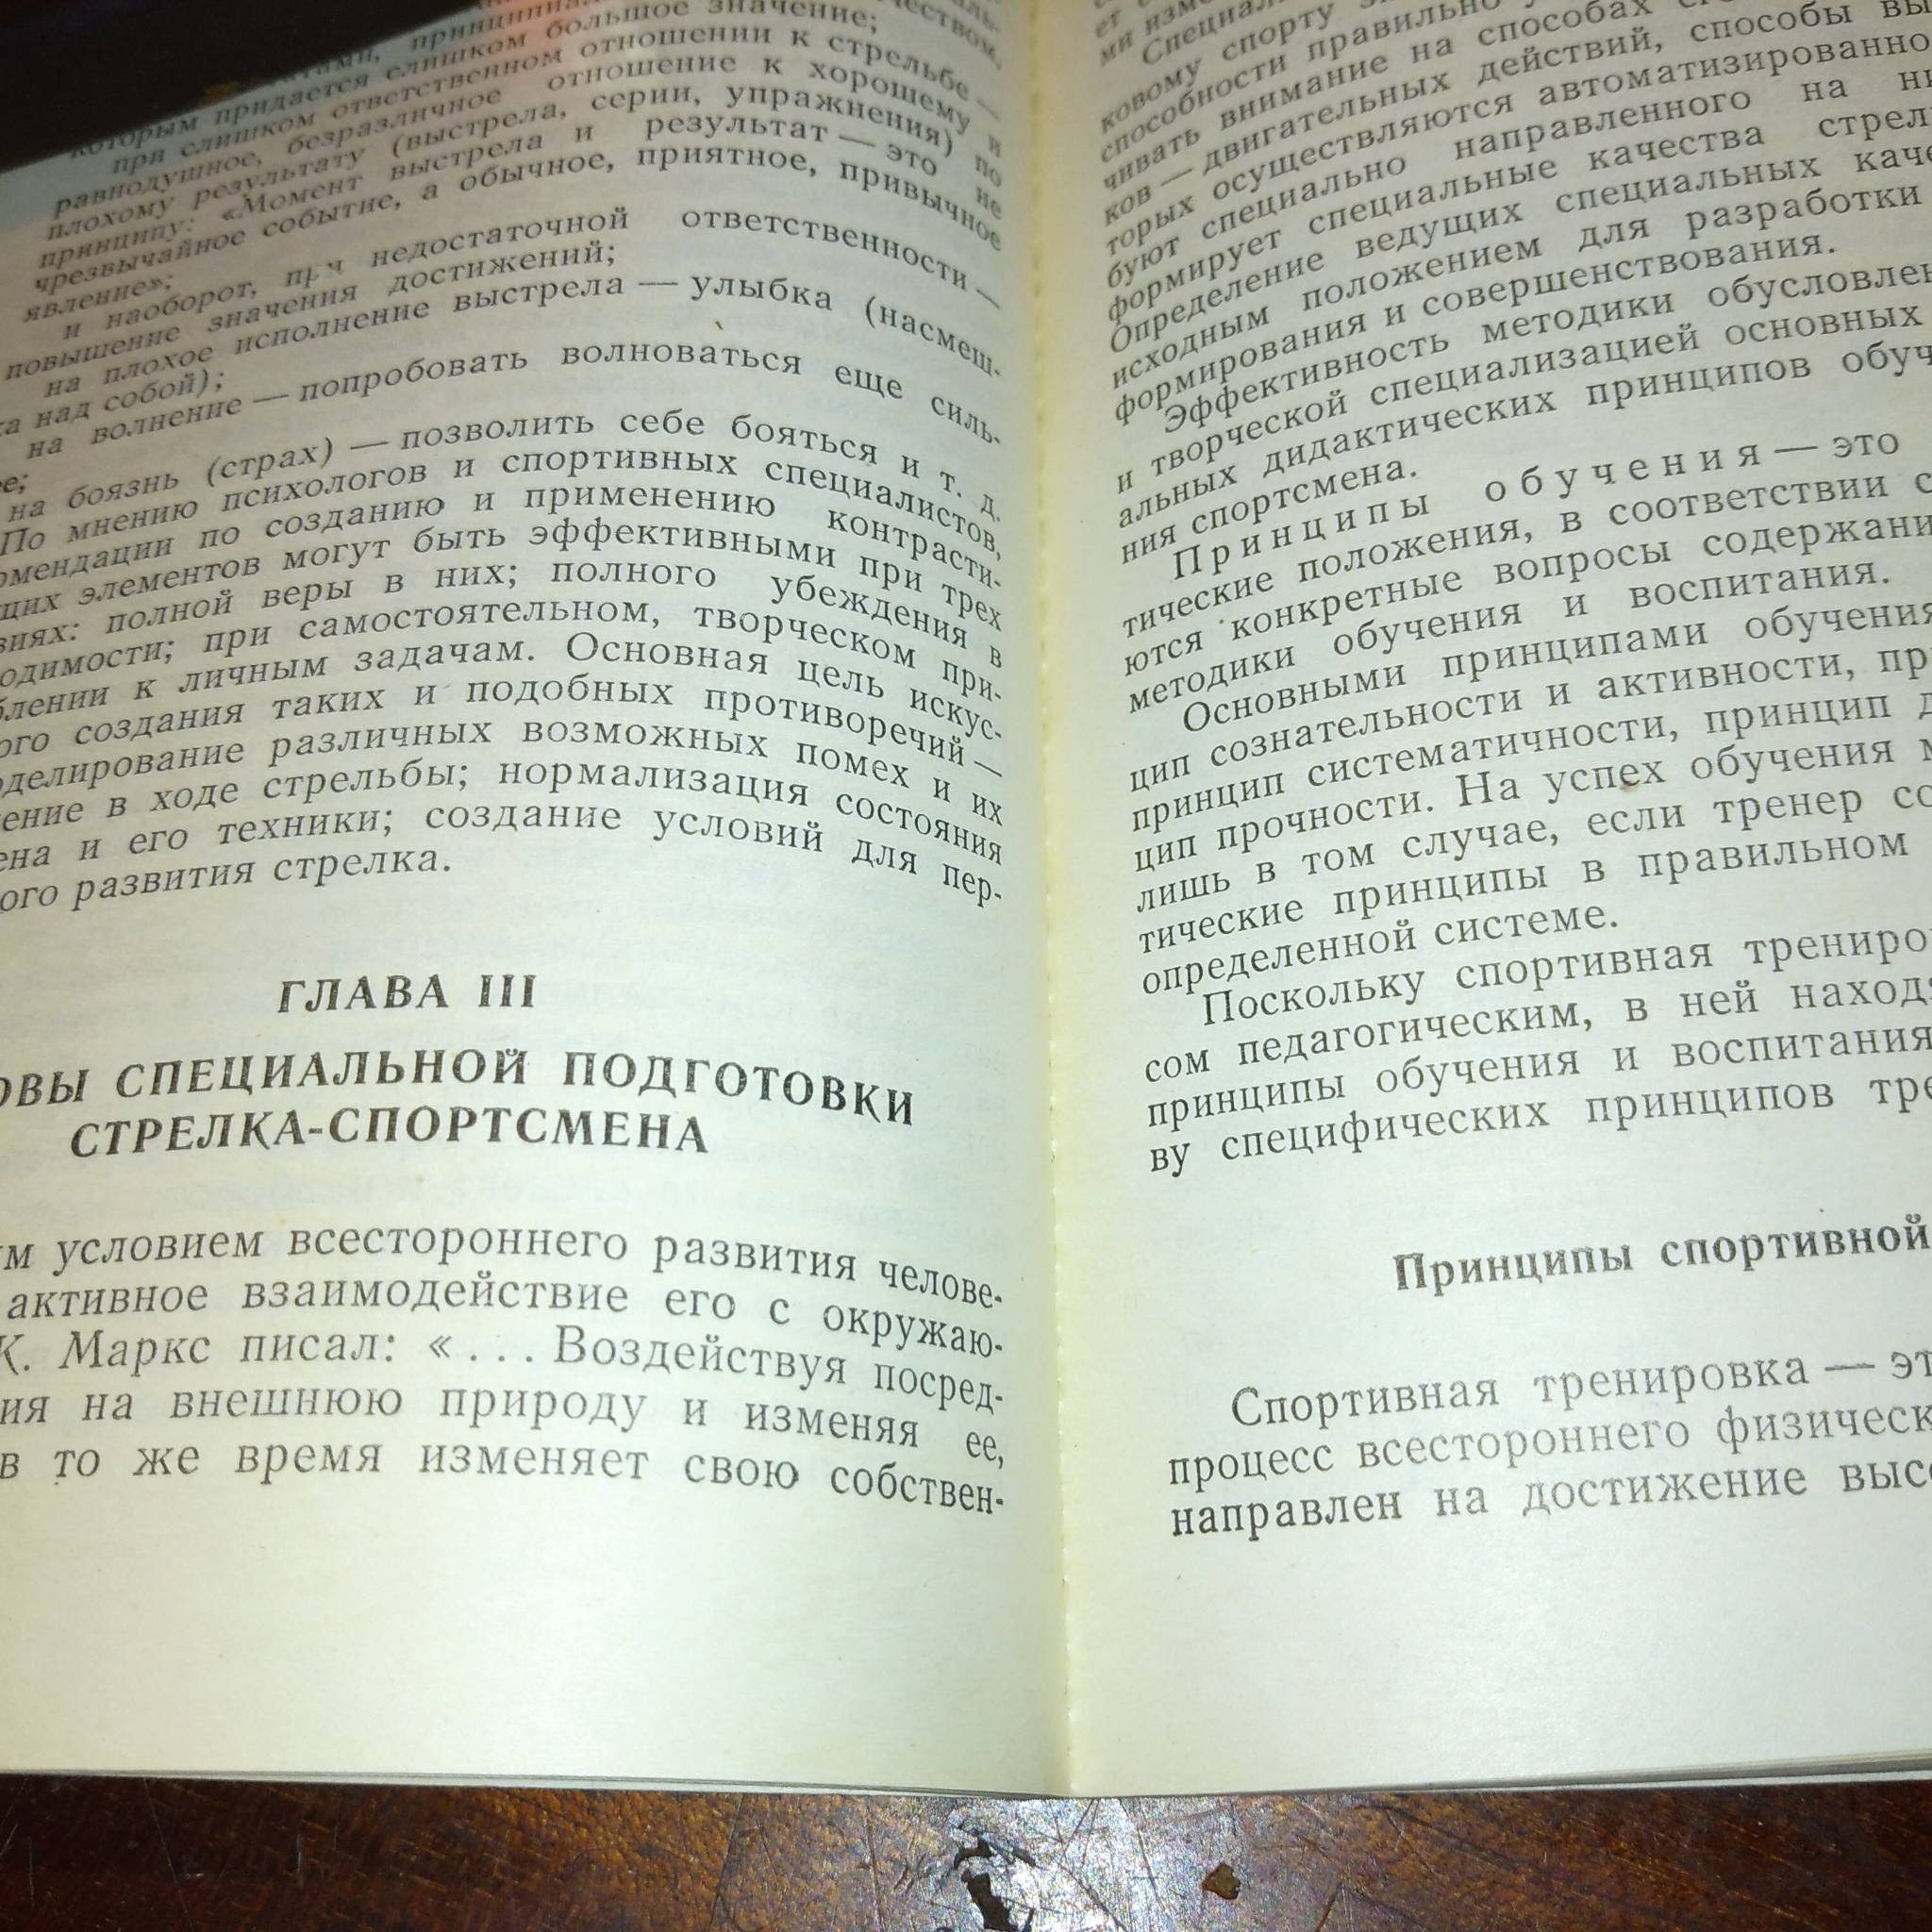 принципиал
чеством,
придается слишком большое значение;
при слишком ответственном отношении к стрельбе —
равнодушное, безразличное отношение к хорошему и
плохому результату (выстрела, серии, упражнения) по
принципу: «Момент выстрела и результат — это не
чрезвычайное событие, а обычное, приятное, привычное
явление»;
и наоборот, при недостаточной ответственности —
повышение значения достижений;
на плохое исполнение выстрела — улыбка (насмеш-
ка над собой);
на волнение — попробовать волноваться еще силь-
ее;
на боязнь (страх) — позволить себе бояться и т. д.
По мнению психологов и спортивных специалистов,
омендации по созданию и применению контрасти-
щих элементов могут быть эффективными при трех
виях: полной веры в них; полного убеждения в
одимости; при самостоятельном, творческом при-
блении к личным задачам. Основная цель искус-
ого создания таких и подобных противоречий —
оделирование различных возможных помех и их
ение в ходе стрельбы; нормализация состояния
ена и его техники; создание условий для пер-
ого развития стрелка.
ГЛАВА III
ОВЫ СПЕЦИАЛЬНОЙ ПОДГОТОВКИ
СТРЕЛКА-СПОРТСМЕНА
ым условием всестороннего развития челове-
активное взаимодействие его с окружаю-
К. Маркс писал: «... Воздействуя посред-
ия на внешнюю природу и изменяя ее,
в то же время изменяет свою собствен-
ми изме
Специал
ковому спорту
способности правильно
чивать внимание на способах
ков — двигательных действий, способы вы
торых осуществляются автоматизированно
буют специально направленного на ни
формирует специальные качества стрел
Определение ведущих специальных каче
исходным положением для разработки
формирования и совершенствования.
Эффективность методики обусловлен
и творческой специализацией основных
альных дидактических принципов обуч
ния спортсмена.
Принципы обучения — это
тические положения, в соответствии с
ются конкретные вопросы содержани
методики обучения и воспитания.
Основными принципами обучения
цип сознательности и активности, пр
принцип систематичности, принцип д
цип прочности. На успех обучения м
лишь в том случае, если тренер со
тические принципы в правильном
определенной системе.
Поскольку спортивная трениро
сом педагогическим, в ней наход
принципы обучения и воспитания
ву специфических принципов тре
Принципы спортивной
Спортивная тренировка — эт
процесс всестороннего физическ
направлен на достижение высо